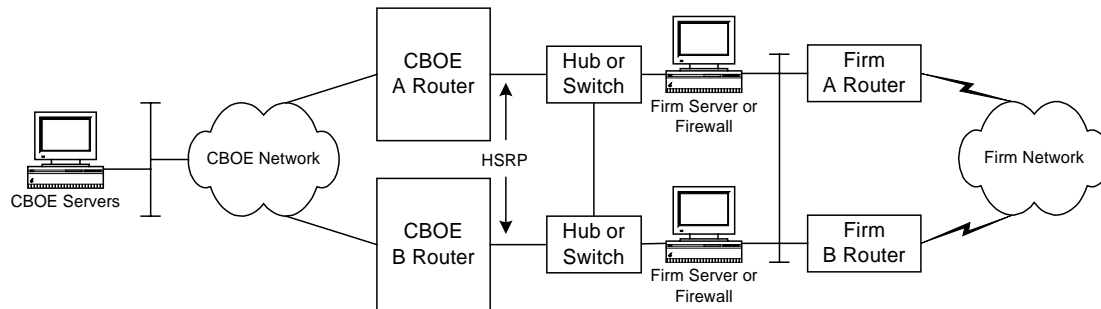 CBOE
A Router
Hub or
Switch
Firm Server or
Firewall
Firm
A Router
CBOE Servers
CBOE Network
HSRP
Firm Network
CBOE
B Router
Hub or
Switch
Firm Server or
Firewall
Firm
B Router